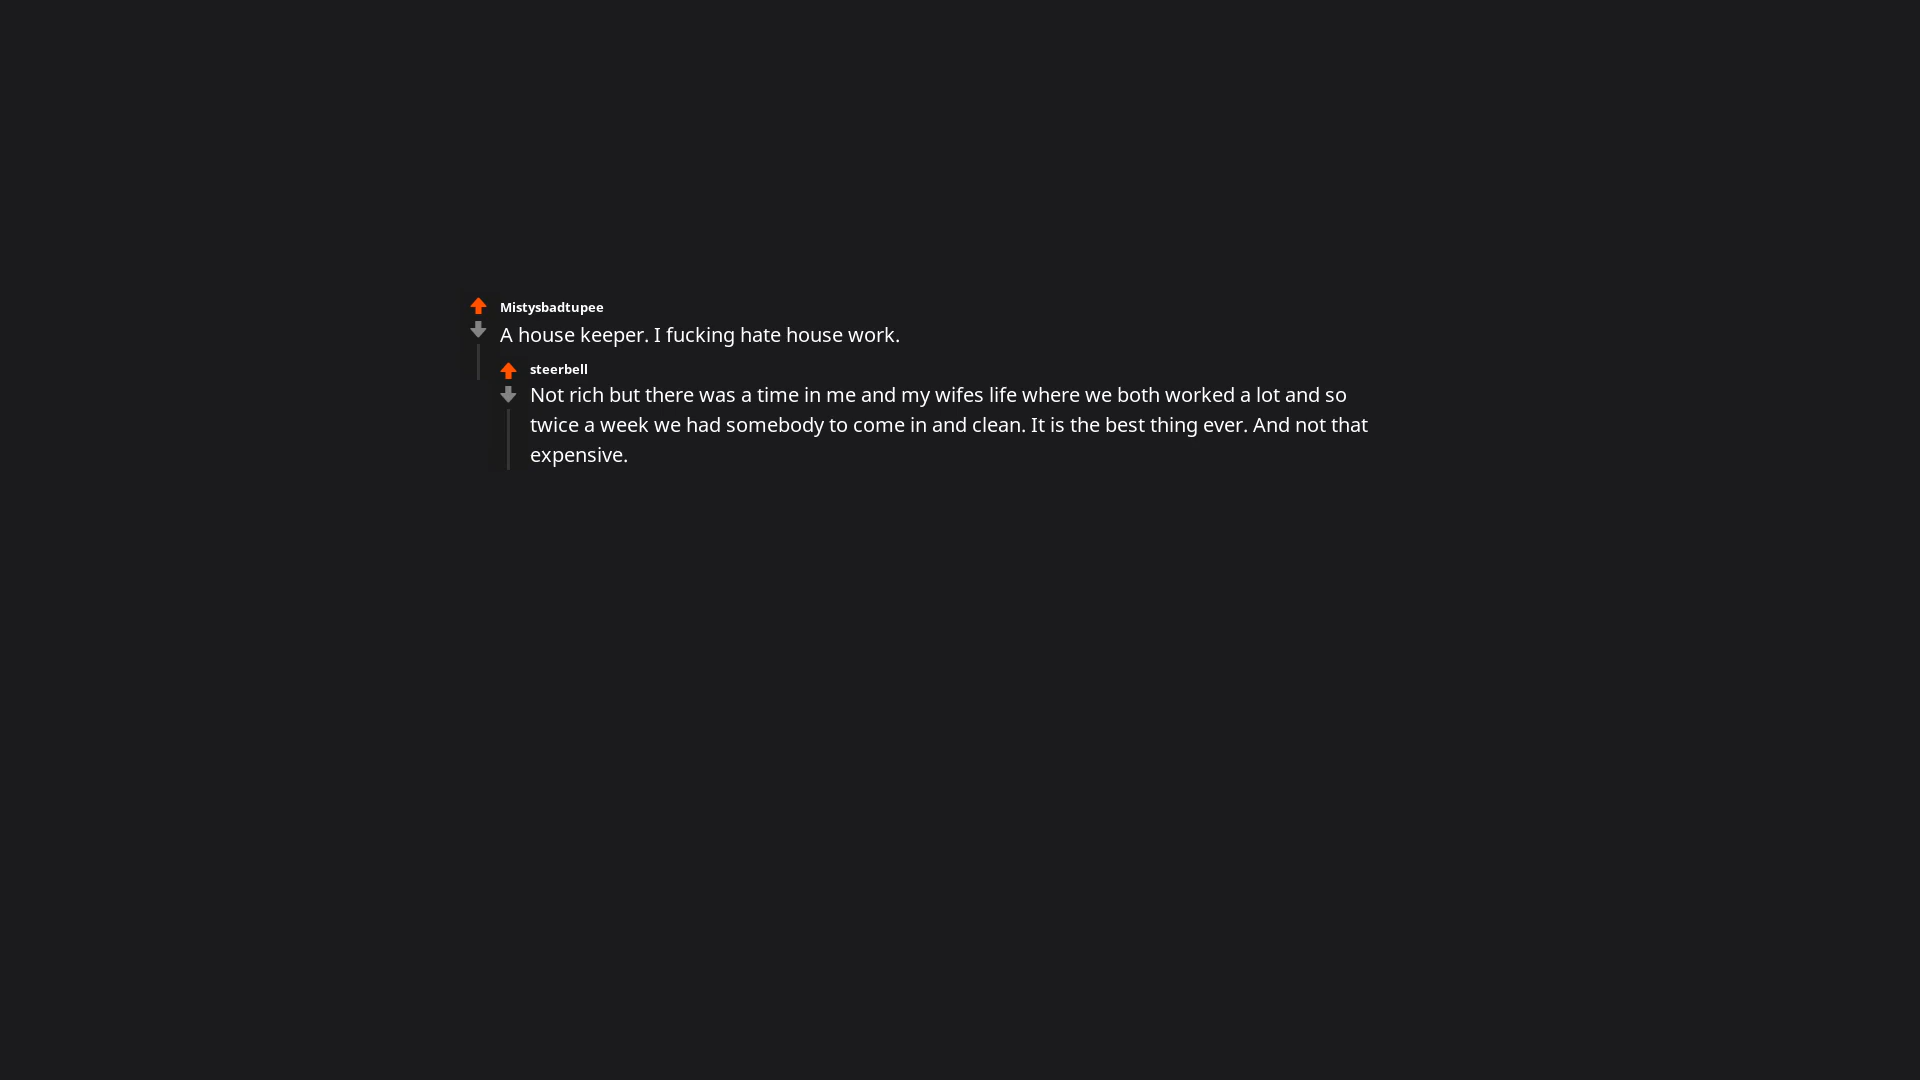 Mistysbadtupee
A house keeper. I fucking hate house work.
steerbell
Not rich but there was a time in me and my wifes life where we both worked a lot and so
twice a week we had somebody to come in and clean. It is the best thing ever. And not that
expensive.